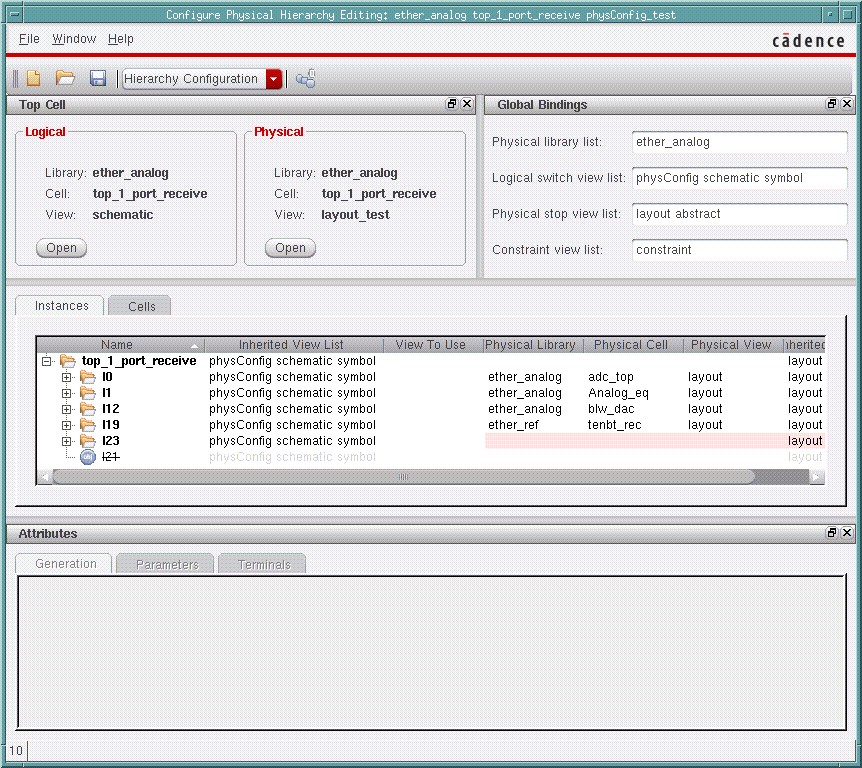 Configure Physical Hierarchy Editing: ether_analog top_1_port_receive physConfig_test
File Window Help
cādence
Hierarchy Configuration
Top Cell
Global Bindings
Logical
Physical
Library: ether_analog
Cell: top_1_port_receive
View: schematic
Open
Library: ether_analog
Cell: top_1_port_receive
View: layout_test
Open
Physical library list: ether_analog
Logical switch view list: physConfig schematic symbol
Physical stop view list: layout abstract
Constraint view list: constraint
Instances Cells
Name Inherited View List View To Use Physical Library Physical Cell Physical View nherited
top_1_port_receive physConfig schematic symbol layout
I0 physConfig schematic symbol ether_analog adc_top layout layout
I1 physConfig schematic symbol ether_analog Analog_eq layout layout
I12 physConfig schematic symbol ether_analog blw_dac layout layout
I19 physConfig schematic symbol ether_ref tenbt_rec layout layout
I23 physConfig schematic symbol layout
obj I21 physConfig schematic symbol layout
Attributes
Generation Parameters Terminals
10